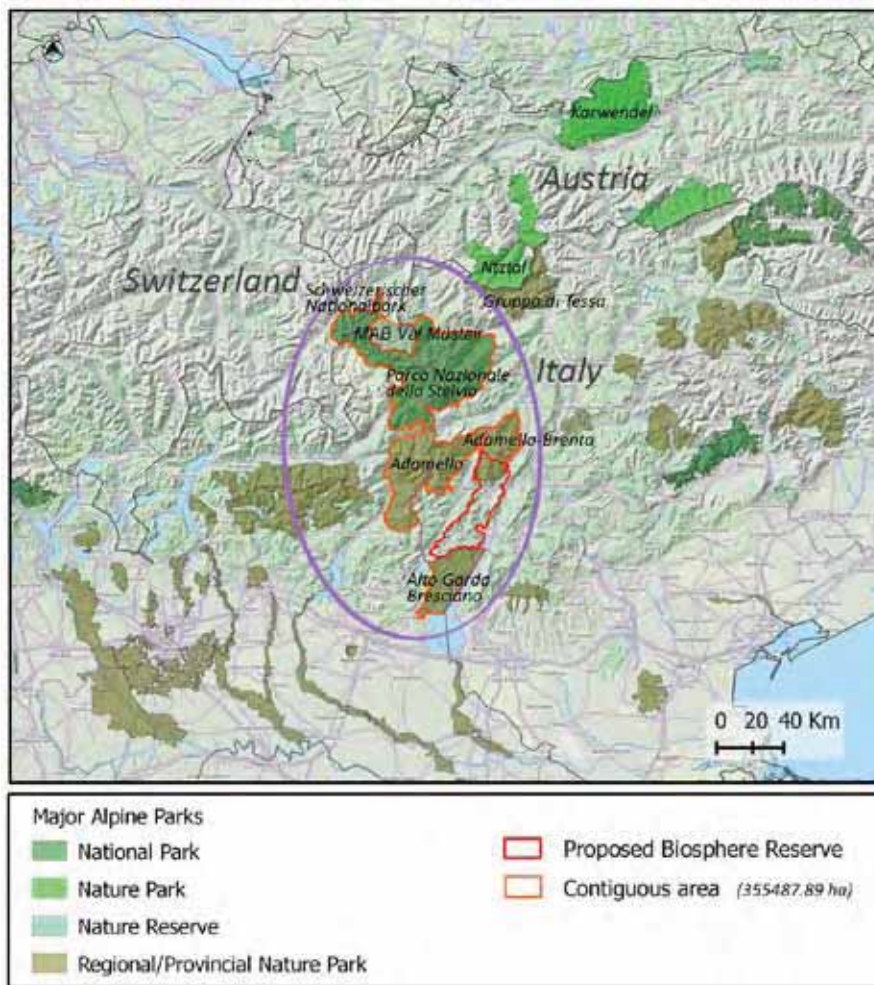 Karwendel
Austria
Switzerland
Ntztal
Gruppo di Tessa
Schweizerischer
Nationalpark
MAB Val Müstair
Italy
Parco Nazionale
della Stelvio
Adamello-Brenta
Adamello
Alto Garda
Bresciano
0 20 40 Km
Major Alpine Parks
National Park
Nature Park
Nature Reserve
Regional/Provincial Nature Park
Proposed Biosphere Reserve
Contiguous area (355487.89 ha)